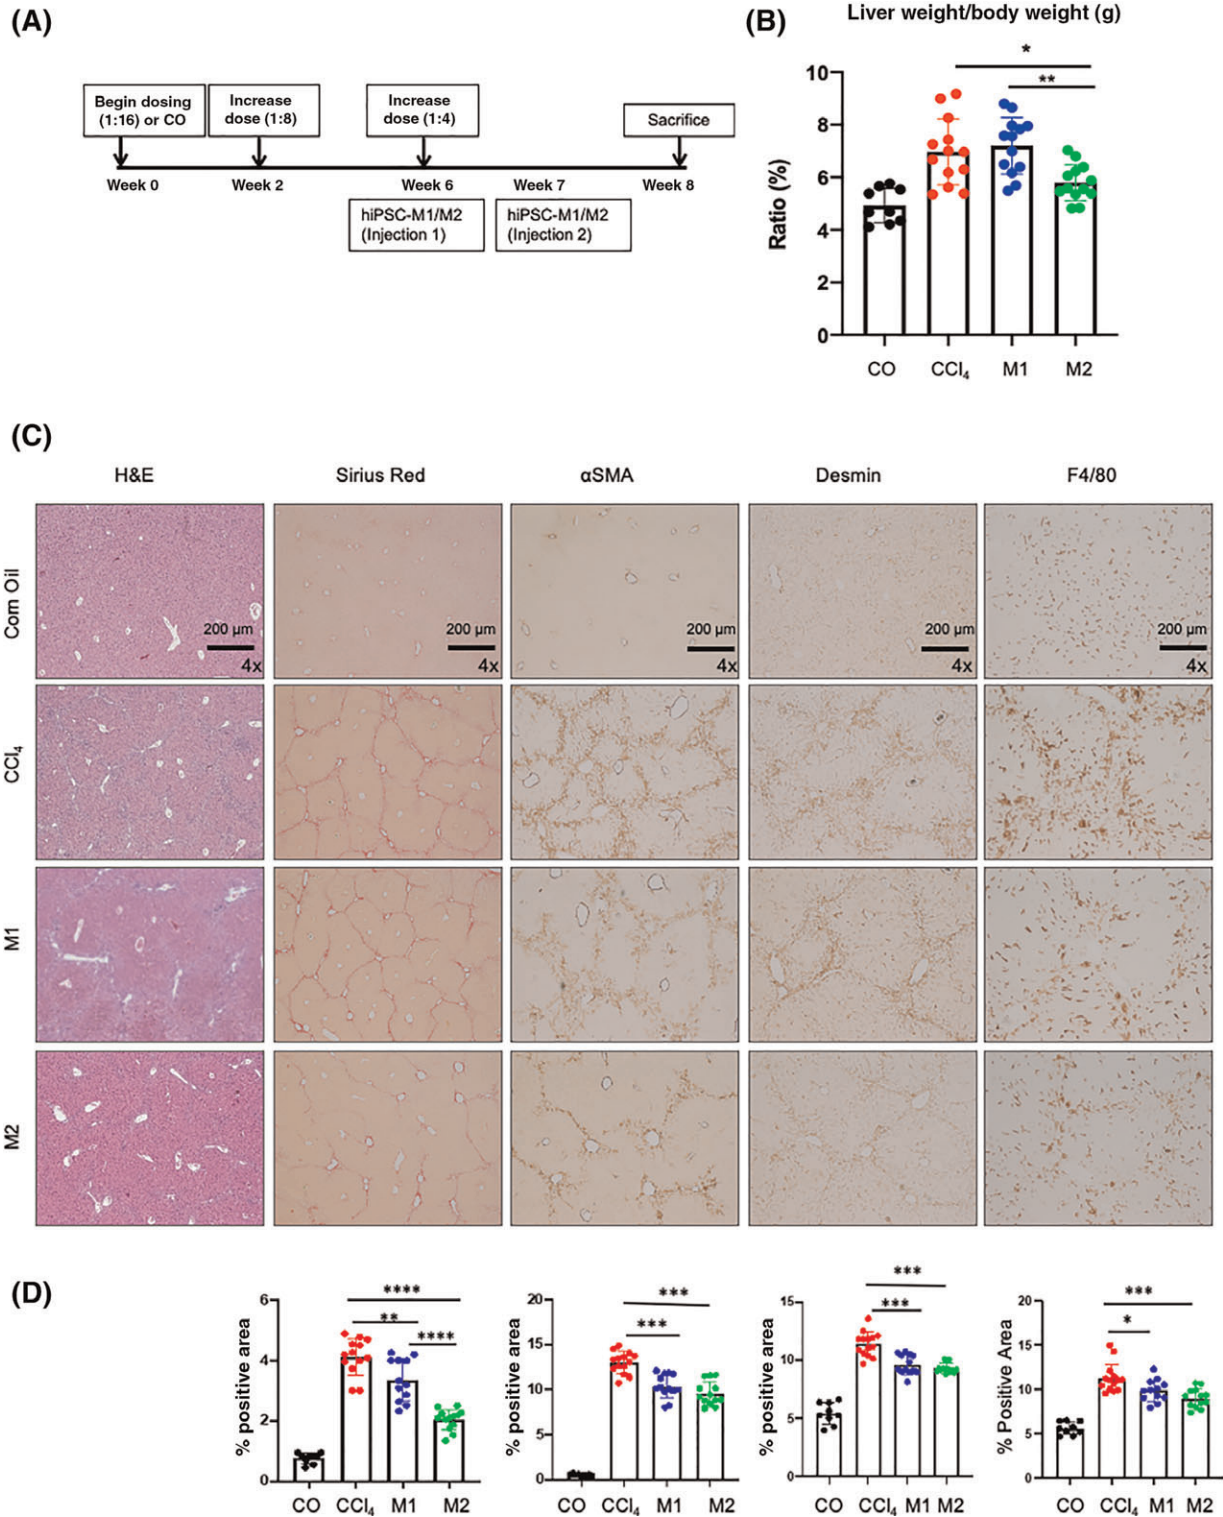 (A)
Begin dosing
(1:16) or CO
Increase
dose (1:8)
Increase
dose (1:4)
Sacrifice
Week 0
Week 2
Week 6
Week 7
Week 8
hiPSC-M1/M2
(Injection 1)
hiPSC-M1/M2
(Injection 2)
(B)
Liver weight/body weight (g)
*
**
Ratio (%)
10
8
6
4
2
0
CO
CCl₄
M1
M2
(C)
H&E
Sirius Red
αSMA
Desmin
F4/80
Corn Oil
200 µm
4x
200 µm
4x
200 µm
4x
200 µm
4x
200 µm
4x
CCl₄
M1
M2
(D)
% positive area
6
4
2
0
****
**
****
CO
CCl₄
M1
M2
% positive area
20
15
10
5
0
***
***
CO
CCl₄
M1
M2
% positive area
15
10
5
0
***
***
CO
CCl₄
M1
M2
% Positive Area
20
15
10
5
0
***
*
CO
CCl₄
M1
M2